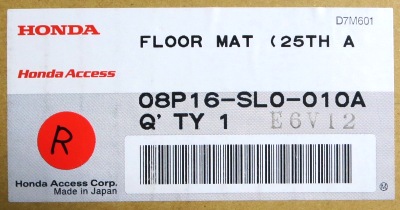 D7M601
HONDA
FLOOR MAT (25TH A
Honda Access
08P16-SL0-010A
Q' TY 1 E6V12
R
Honda Access Corp.
Made in Japan